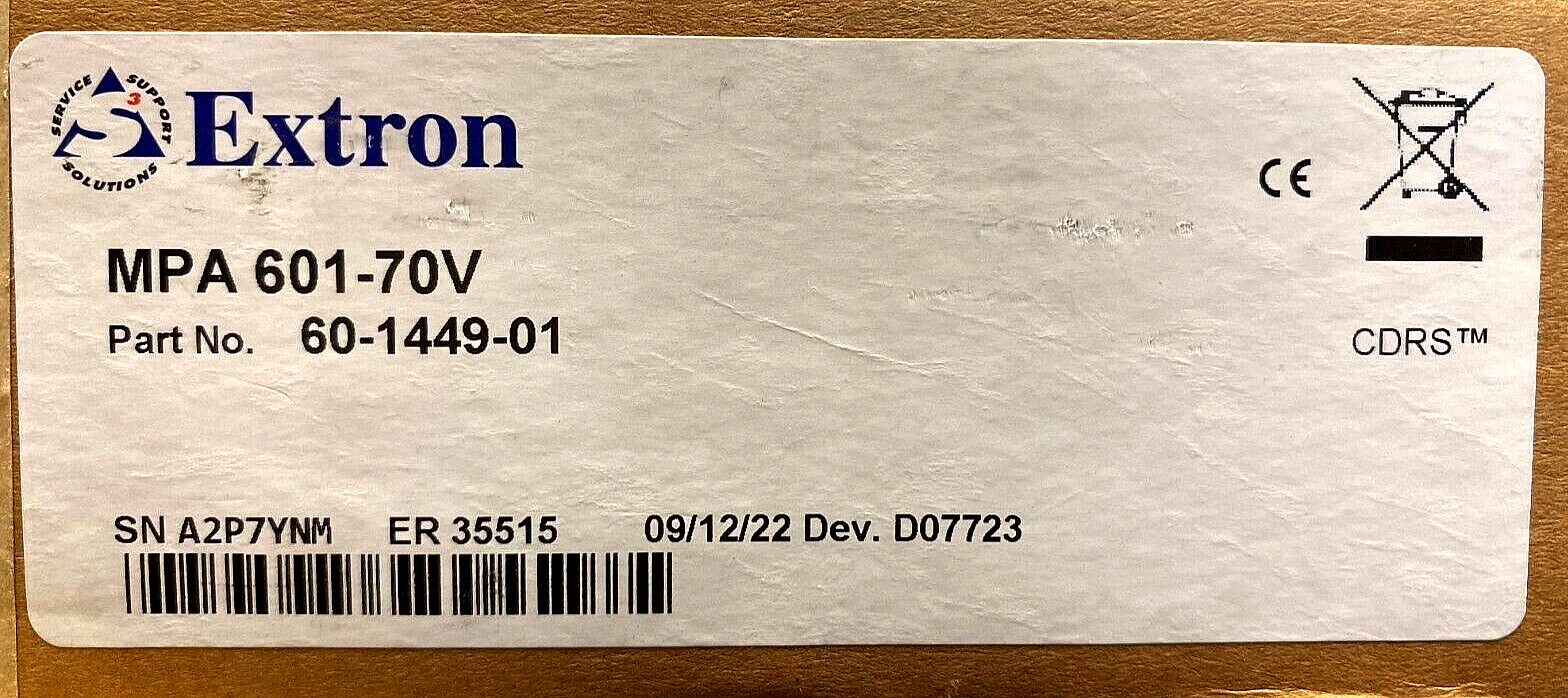 SERVICE SUPPORT SOLUTIONS
S3
Extron
CE
MPA 601-70V
Part No. 60-1449-01
CDRS™
SN A2P7YNM ER 35515 09/12/22 Dev. D07723